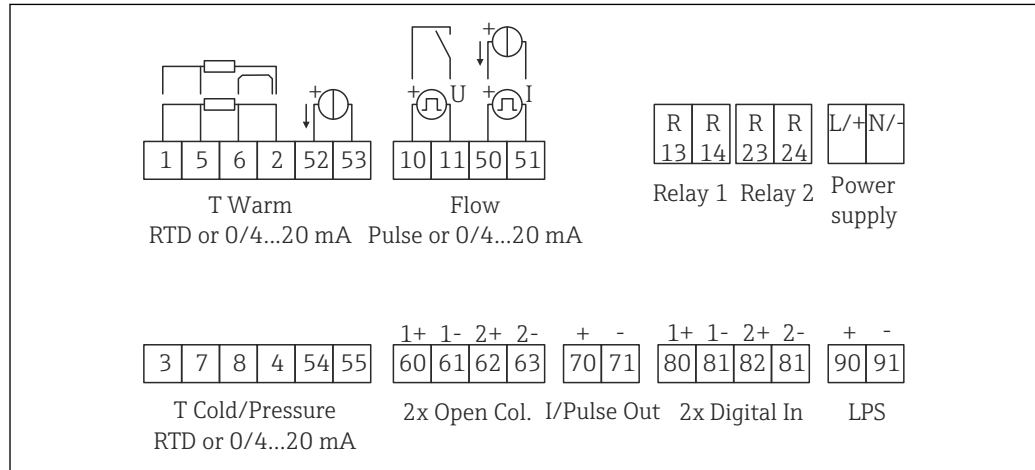 + U + + I
+
R R R R L/+ N/-
13 14 23 24
1 5 6 2 52 53 10 11 50 51
Relay 1 Relay 2 Power
supply
T Warm Flow
RTD or 0/4...20 mA Pulse or 0/4...20 mA
1+ 1- 2+ 2- + - 1+ 1- 2+ 2- + -
3 7 8 4 54 55 60 61 62 63 70 71 80 81 82 81 90 91
T Cold/Pressure 2x Open Col. I/Pulse Out 2x Digital In LPS
RTD or 0/4...20 mA